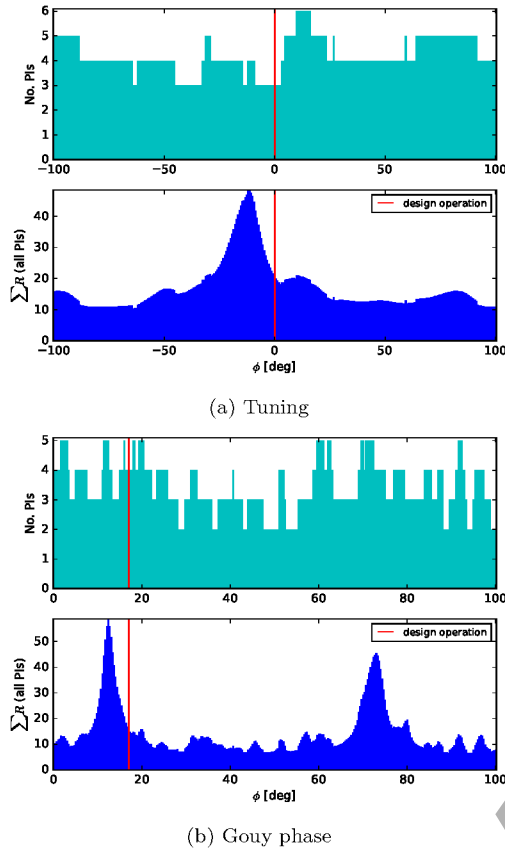 6
5
4
3
2
1
0
No. PIs
−100 −50 0 50 100
40
30
20
10
0
∑R (all PIs)
design operation
−100 −50 0 50 100
ϕ [deg]
(a) Tuning
5
4
3
2
1
0
No. PIs
0 20 40 60 80 100
50
40
30
20
10
0
∑R (all PIs)
design operation
0 20 40 60 80 100
ϕ [deg]
(b) Gouy phase